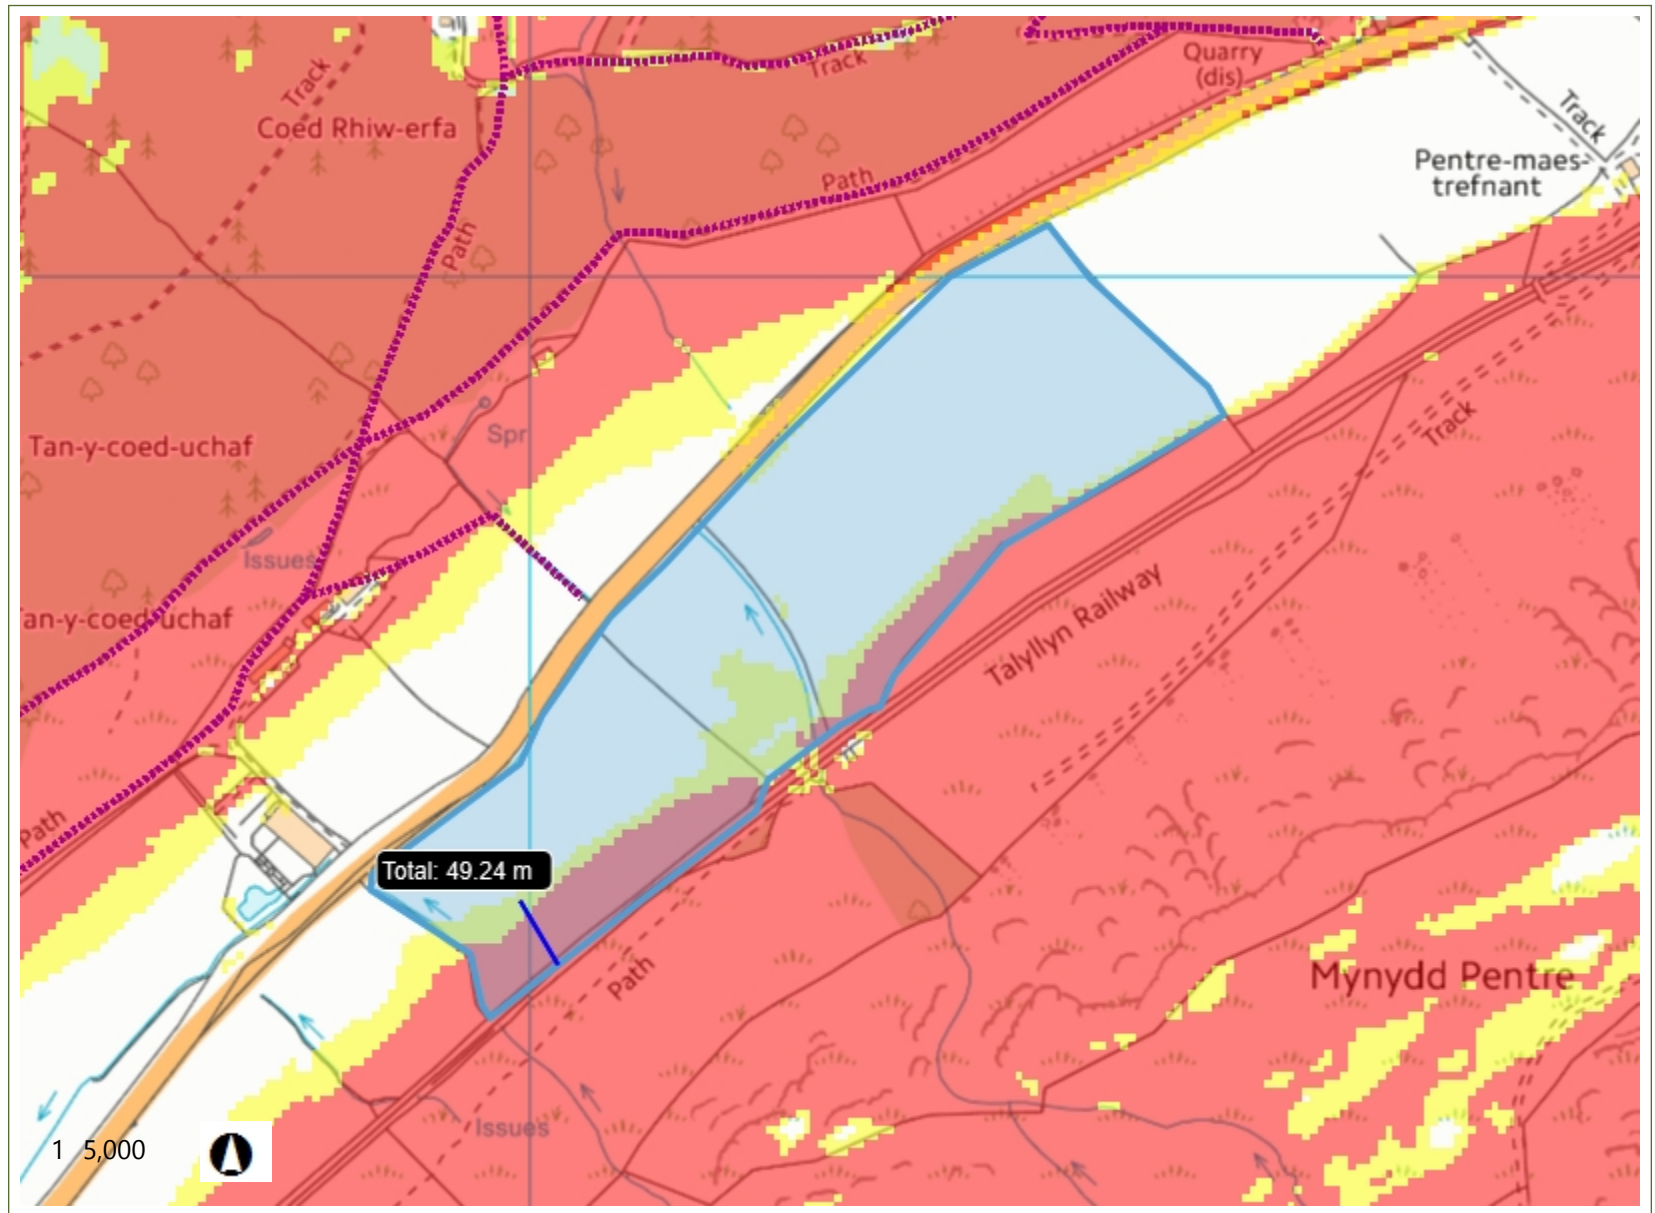 Track
Track
Quarry
(dis)
Coed Rhiw-erfa
Track
Pentre-maes-
trefnant
Path
Path
Tan-y-coed-uchaf
Spr
Track
Issues
an-y-coed-uchaf
Talyllyn Railway
Path
Total: 49.24 m
Path
Mynydd Pentre
Issues
1 5,000